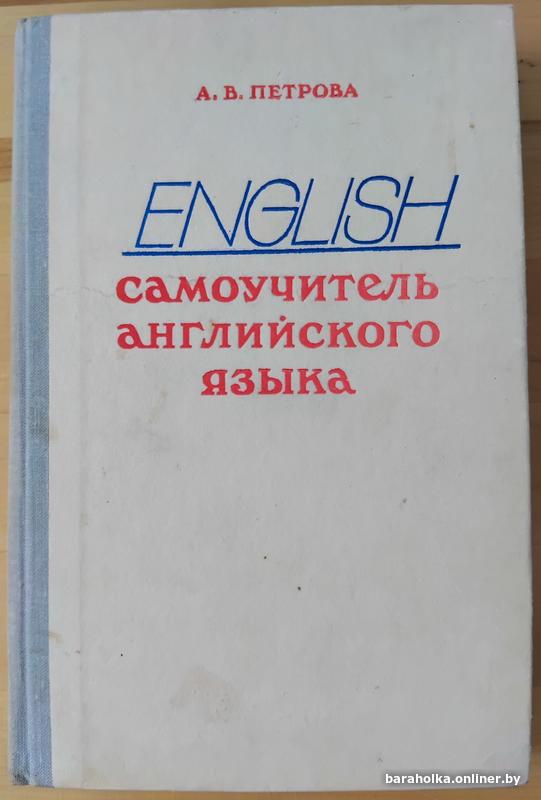 А. В. ПЕТРОВА
ENGLISH
САМОУЧИТЕЛЬ
АНГЛИЙСКОГО
ЯЗЫКА
baraholka.onliner.by